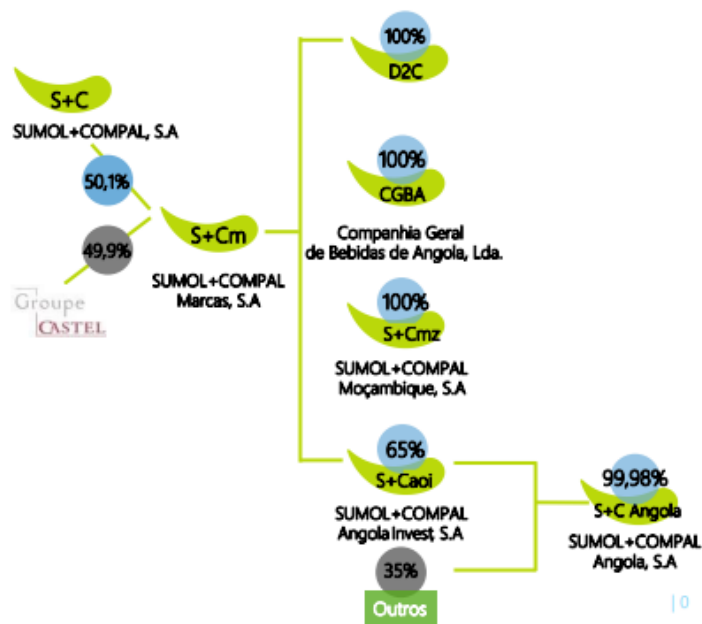 S+C
SUMOL+COMPAL, S.A
50,1%
49,9%
Groupe
CASTEL
S+Cm
SUMOL+COMPAL
Marcas, S.A
100%
D2C
100%
CGBA
Companhia Geral
de Bebidas de Angola, Lda.
100%
S+Cmz
SUMOL+COMPAL
Moçambique, S.A
65%
S+Caoi
SUMOL+COMPAL
Angola Invest, S.A
35%
Outros
99,98%
S+C Angola
SUMOL+COMPAL
Angola, S.A
| 0